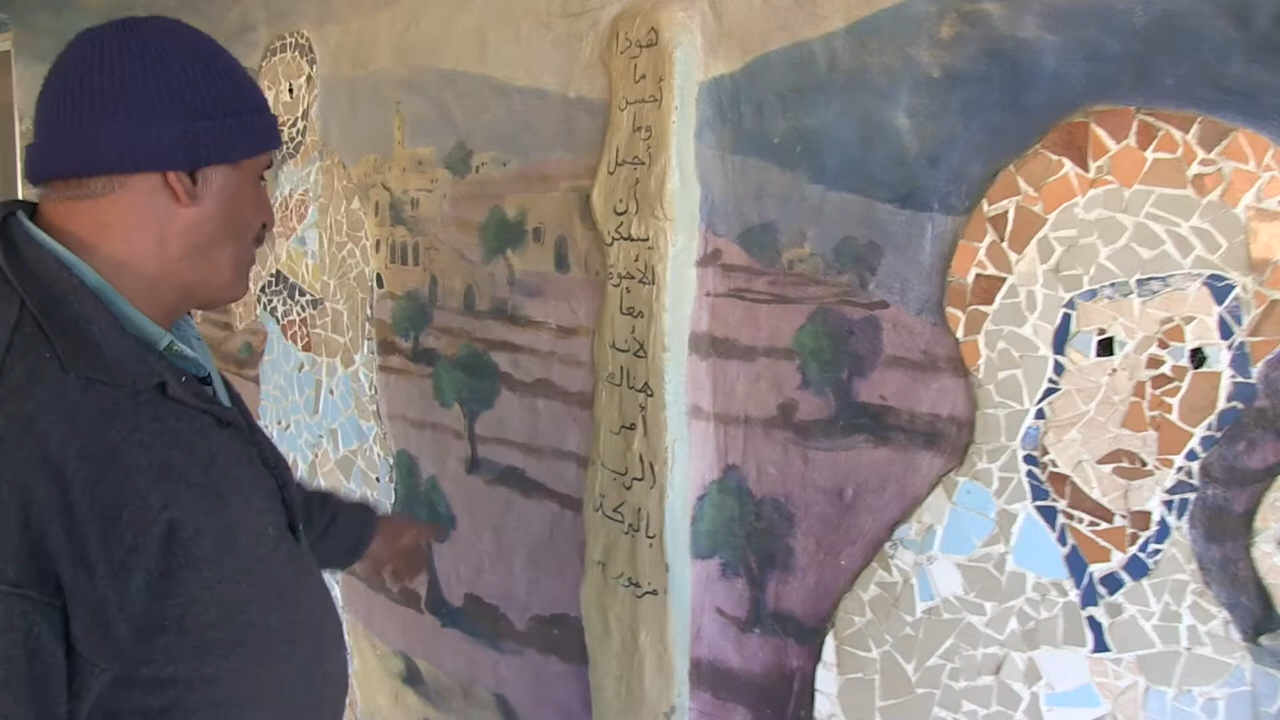 هوذا
ما
أحسن
وما
أجمل
أن
يسكن
الأخوة
معاً
لأنه
هناك
أمر
الرب
بالبركة
مزمور